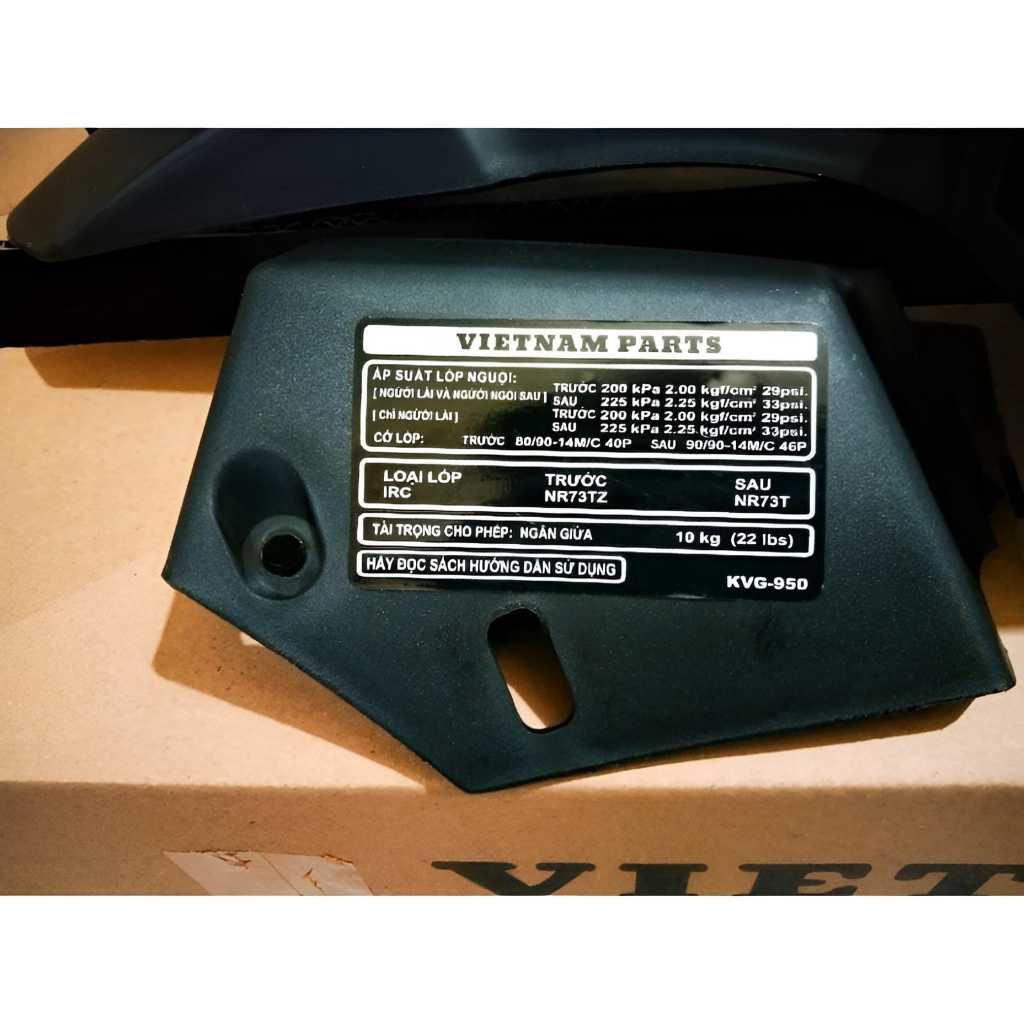 VIETNAM PARTS
ÁP SUẤT LỐP NGUỘI:
[ NGƯỜI LÁI VÀ NGƯỜI NGỒI SAU ] TRƯỚC 200 kPa 2.00 kgf/cm² 29psi.
SAU 225 kPa 2.25 kgf/cm² 33psi.
[ CHỈ NGƯỜI LÁI ] TRƯỚC 200 kPa 2.00 kgf/cm² 29psi.
SAU 225 kPa 2.25 kgf/cm² 33psi.
CỠ LỐP: TRƯỚC 80/90-14M/C 40P SAU 90/90-14M/C 46P
LOẠI LỐP TRƯỚC SAU
IRC NR73TZ NR73T
TẢI TRỌNG CHO PHÉP: NGĂN GIỮA 10 kg (22 lbs)
HÃY ĐỌC SÁCH HƯỚNG DẪN SỬ DỤNG
KVG-950
VIET